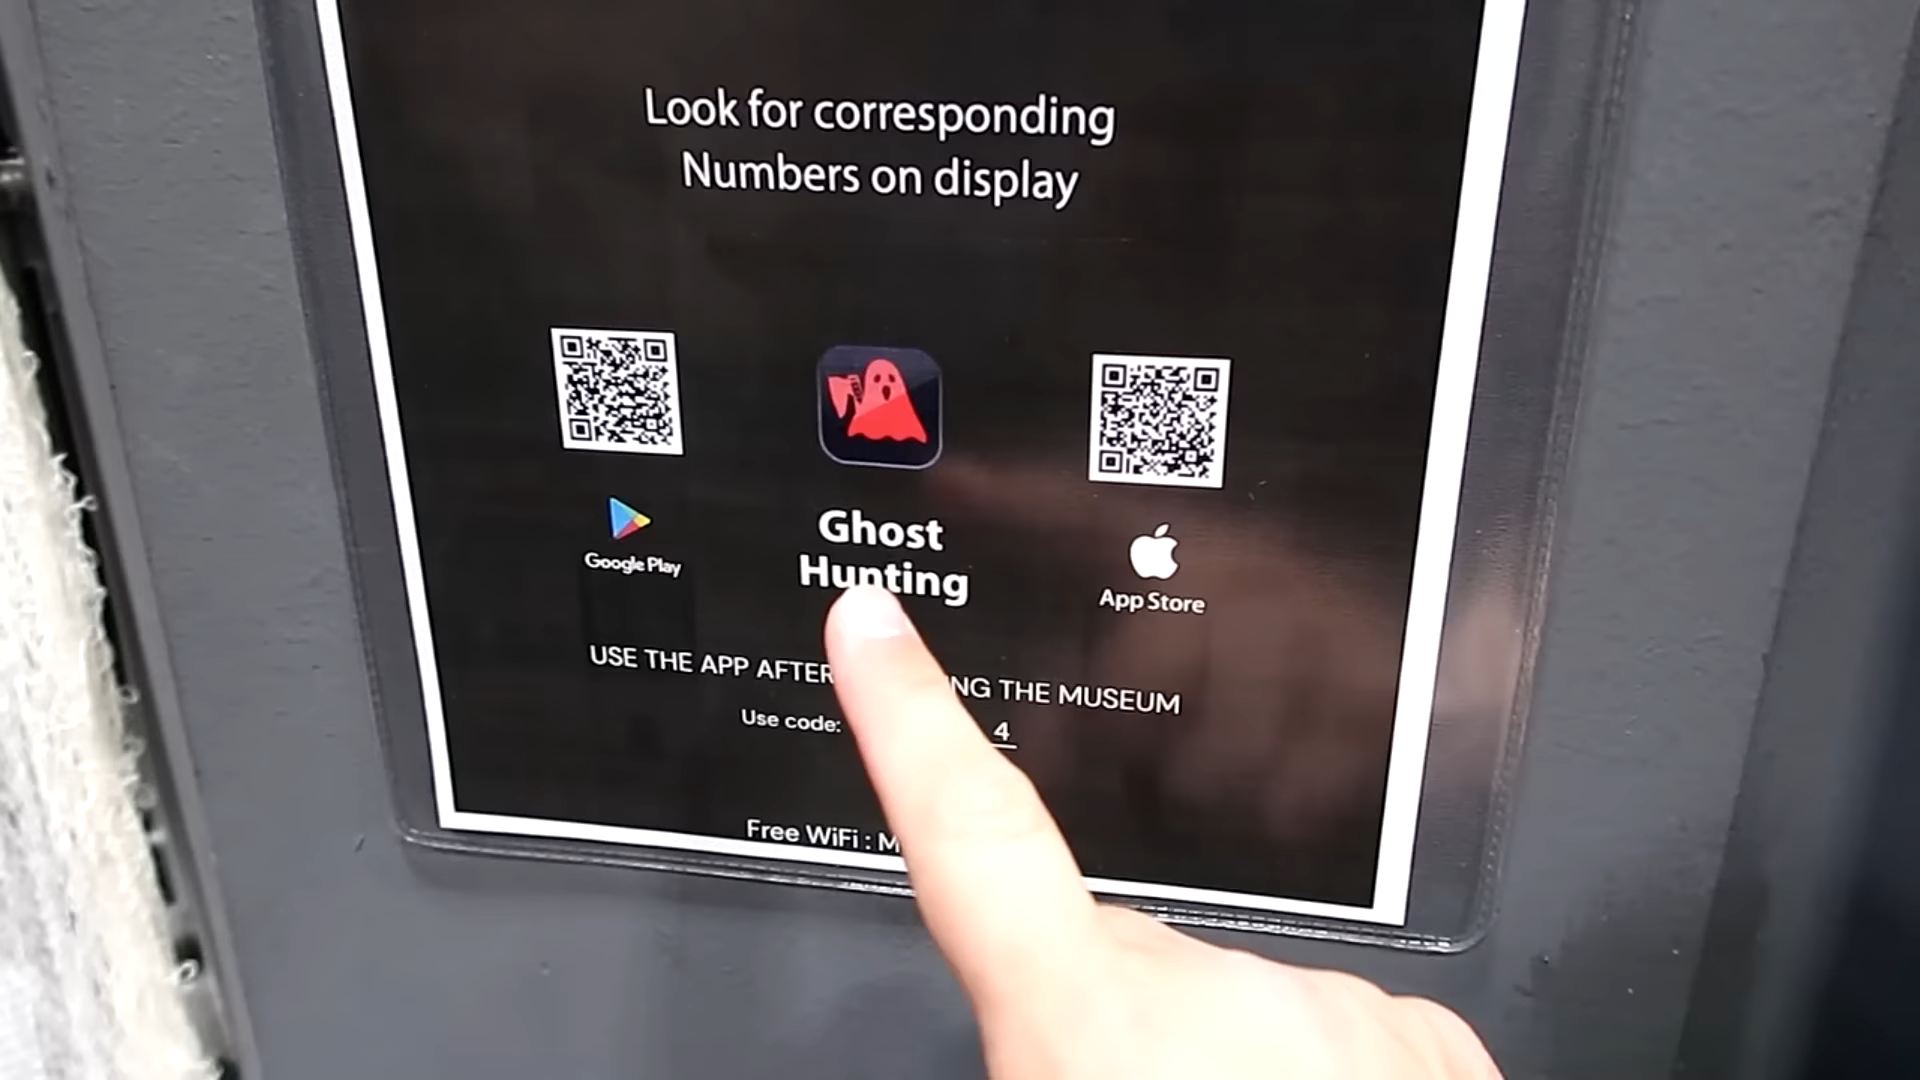 Look for corresponding
Numbers on display
Ghost
Hunting
Google Play
App Store
USE THE APP AFTER THE MUSEUM
Use code: 4
Free WiFi :